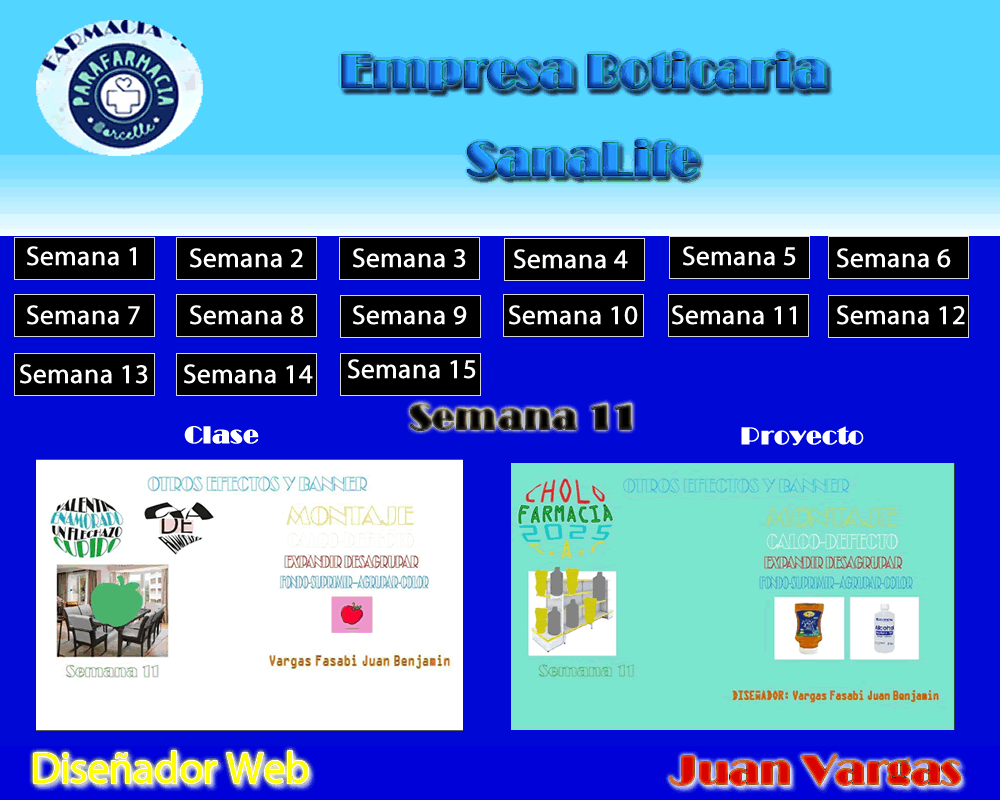 FARMACIA
PARAFARMACIA
Barcelle
Empresa Boticaria
SanaLife
Semana 1
Semana 2
Semana 3
Semana 4
Semana 5
Semana 6
Semana 7
Semana 8
Semana 9
Semana 10
Semana 11
Semana 12
Semana 13
Semana 14
Semana 15
Semana 11
Clase
Proyecto
OTROS EFECTOS Y BANNER
VALENTIN
ENAMORADO
UN FLECHAZO
CUPIDO
DE
MONTAJE
CALCO-DEFECTO
EXPANDIR DESAGRUPAR
FONDO-SUPRIMIR-AGRUPAR-COLOR
Semana 11
Vargas Fasabi Juan Benjamin
OTROS EFECTOS Y BANNER
CHOLO
FARMACIA
2025
MONTAJE
CALCO-DEFECTO
EXPANDIR DESAGRUPAR
FONDO-SUPRIMIR-AGRUPAR-COLOR
Alcohol
Semana 11
DISEÑADOR: Vargas Fasabi Juan Benjamin
Diseñador Web
Juan Vargas